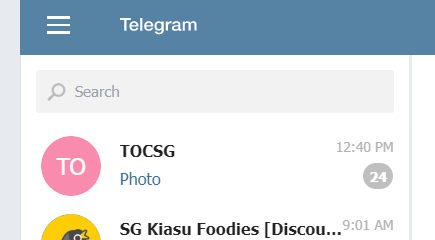 Telegram
Search
TO
TOCSG 12:40 PM
Photo 24
SG Kiasu Foodies [Discou... 9:01 AM